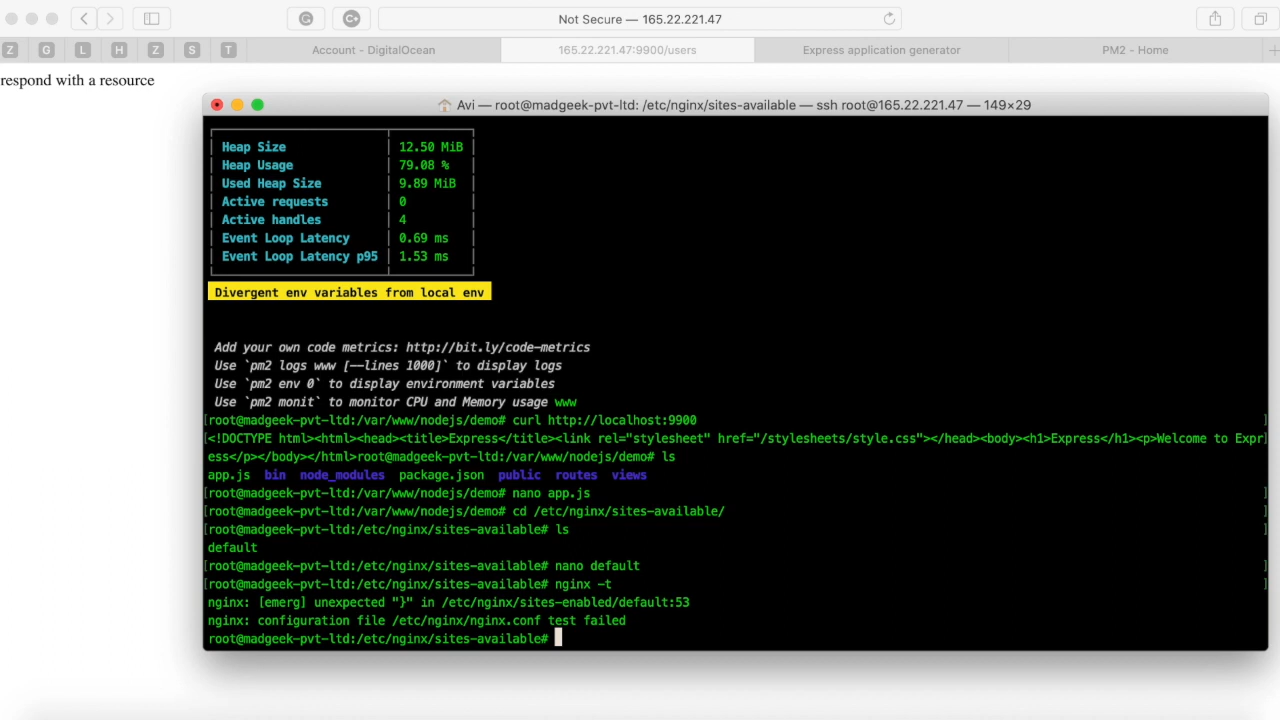 Not Secure — 165.22.221.47
Z G L H Z S T Account - DigitalOcean 165.22.221.47:9900/users Express application generator PM2 - Home
respond with a resource
Avi — root@madgeek-pvt-ltd: /etc/nginx/sites-available — ssh root@165.22.221.47 — 149×29
Heap Size 12.50 MiB
Heap Usage 79.08 %
Used Heap Size 9.89 MiB
Active requests 0
Active handles 4
Event Loop Latency 0.69 ms
Event Loop Latency p95 1.53 ms
Divergent env variables from local env
Add your own code metrics: http://bit.ly/code-metrics
Use `pm2 logs www [--lines 1000]` to display logs
Use `pm2 env 0` to display environment variables
Use `pm2 monit` to monitor CPU and Memory usage www
[root@madgeek-pvt-ltd:/var/www/nodejs/demo# curl http://localhost:9900 ]
[<!DOCTYPE html><html><head><title>Express</title><link rel="stylesheet" href="/stylesheets/style.css"></head><body><h1>Express</h1><p>Welcome to Expr]
ess</p></body></html>root@madgeek-pvt-ltd:/var/www/nodejs/demo# ls
app.js bin node_modules package.json public routes views
[root@madgeek-pvt-ltd:/var/www/nodejs/demo# nano app.js ]
[root@madgeek-pvt-ltd:/var/www/nodejs/demo# cd /etc/nginx/sites-available/ ]
[root@madgeek-pvt-ltd:/etc/nginx/sites-available# ls ]
default
[root@madgeek-pvt-ltd:/etc/nginx/sites-available# nano default ]
[root@madgeek-pvt-ltd:/etc/nginx/sites-available# nginx -t ]
nginx: [emerg] unexpected "}" in /etc/nginx/sites-enabled/default:53
nginx: configuration file /etc/nginx/nginx.conf test failed
root@madgeek-pvt-ltd:/etc/nginx/sites-available#